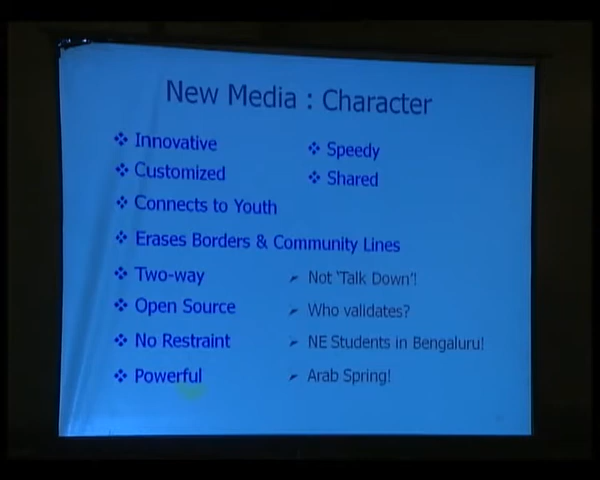 New Media : Character
❖ Innovative
❖ Speedy
❖ Customized
❖ Shared
❖ Connects to Youth
❖ Erases Borders & Community Lines
❖ Two-way ➢ Not ‘Talk Down’!
❖ Open Source ➢ Who validates?
❖ No Restraint ➢ NE Students in Bengaluru!
❖ Powerful ➢ Arab Spring!